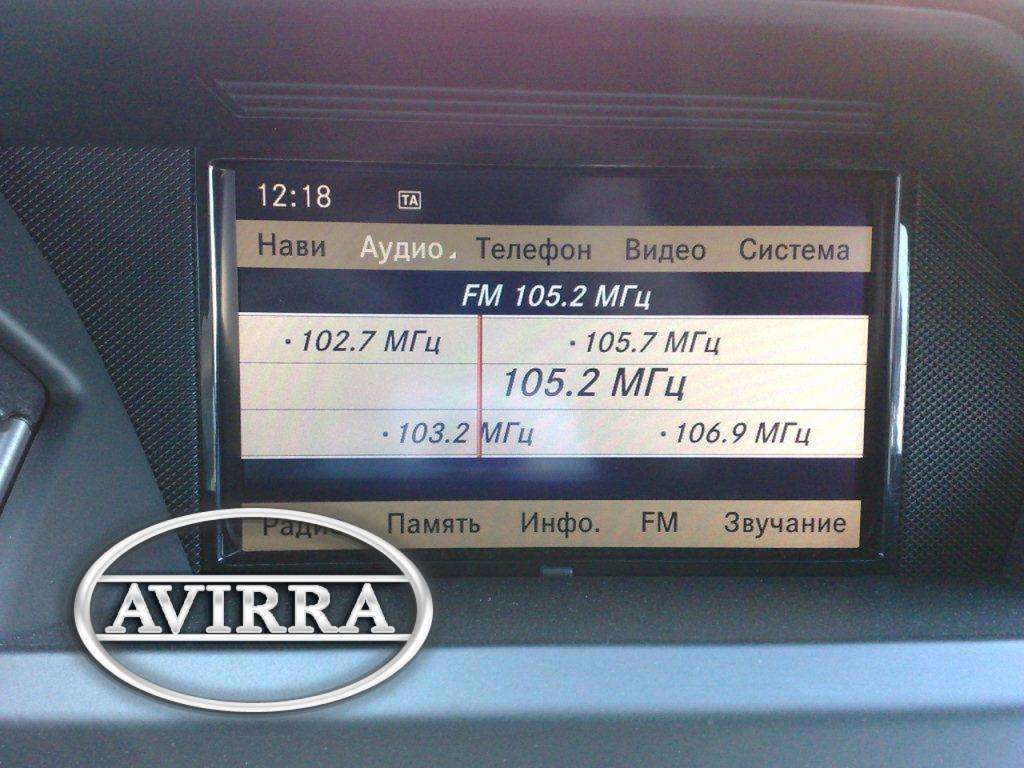 12:18 TA
Нави Аудио Телефон Видео Система
FM 105.2 МГц
· 102.7 МГц · 105.7 МГц
105.2 МГц
· 103.2 МГц · 106.9 МГц
Радио Память Инфо. FM Звучание
AVIRRA